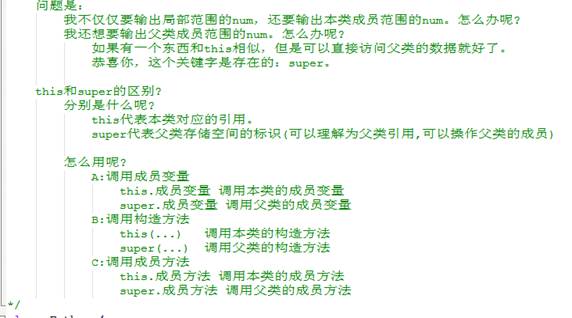 问题是：
我不仅仅要输出局部范围的num，还要输出本类成员范围的num。怎么办呢？
我还想要输出父类成员范围的num。怎么办呢？
如果有一个东西和this相似，但是可以直接访问父类的数据就好了。
恭喜你，这个关键字是存在的：super。
this和super的区别？
分别是什么呢？
this代表本类对应的引用。
super代表父类存储空间的标识(可以理解为父类引用,可以操作父类的成员)
怎么用呢？
A:调用成员变量
this.成员变量 调用本类的成员变量
super.成员变量 调用父类的成员变量
B:调用构造方法
this(...) 调用本类的构造方法
super(...) 调用父类的构造方法
C:调用成员方法
this.成员方法 调用本类的成员方法
super.成员方法 调用父类的成员方法
*/